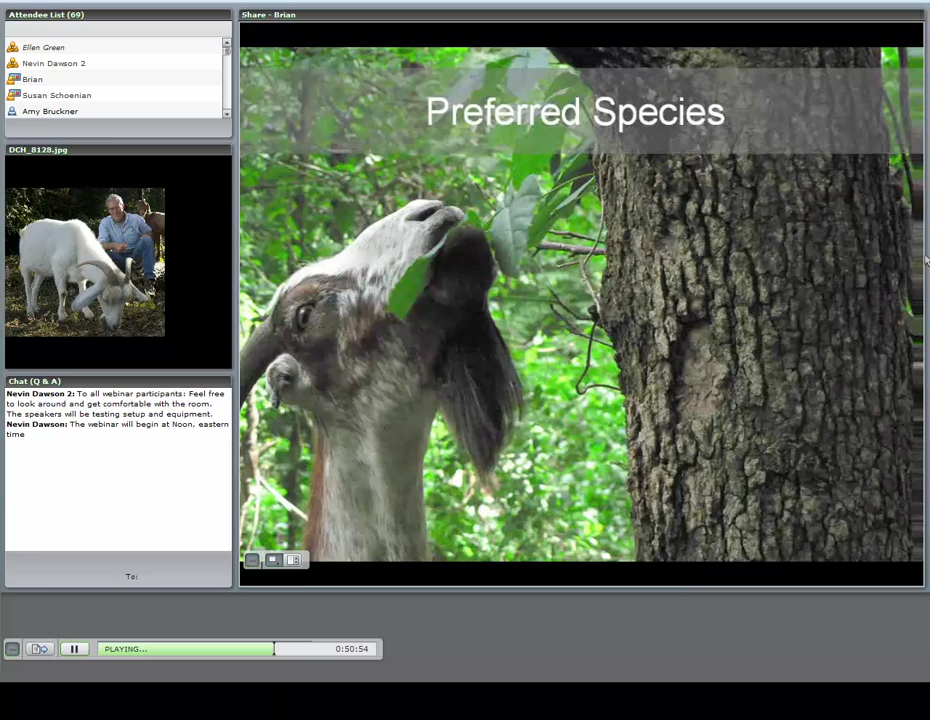 Attendee List (69)
Ellen Green
Nevin Dawson 2
Brian
Susan Schoenian
Amy Bruckner
DCH_8128.jpg
Chat (Q & A)
Nevin Dawson 2: To all webinar participants: Feel free
to look around and get comfortable with the room.
The speakers will be testing setup and equipment.
Nevin Dawson: The webinar will begin at Noon, eastern
time
To:
Share - Brian
Preferred Species
PLAYING...
0:50:54